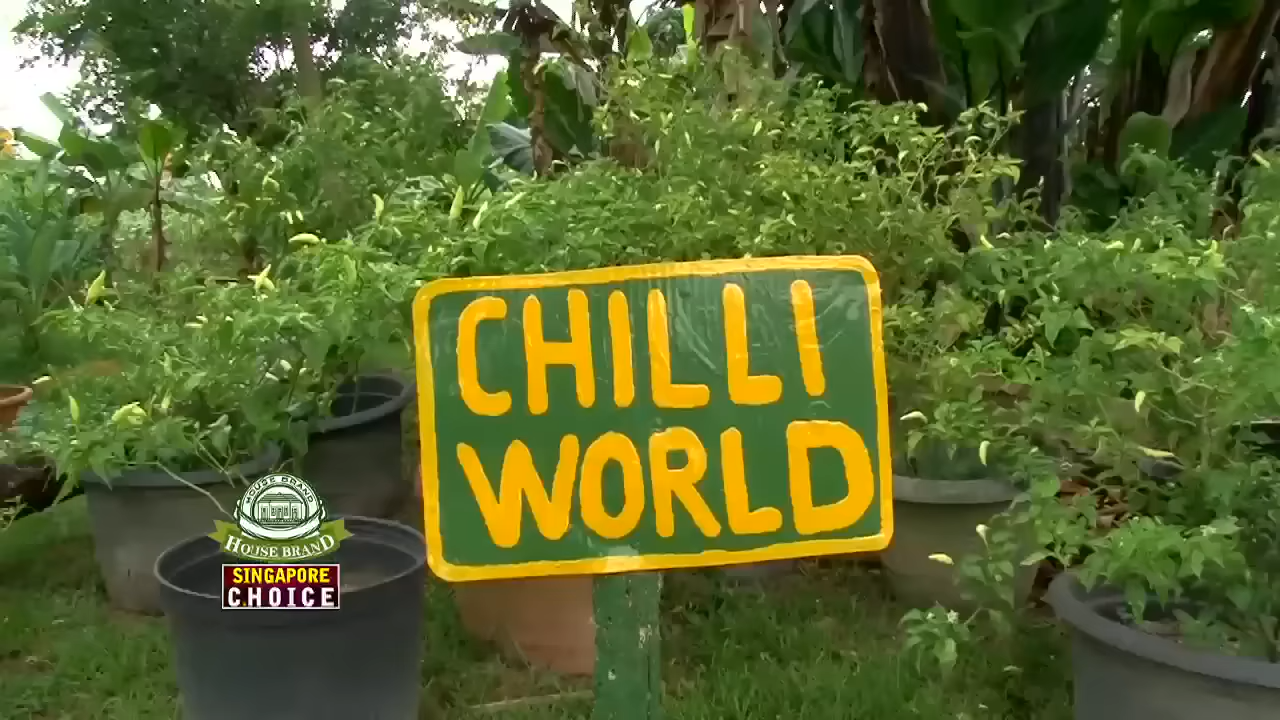 CHILLI
WORLD
HOUSE BRAND
HOUSE BRAND
SINGAPORE
CHOICE